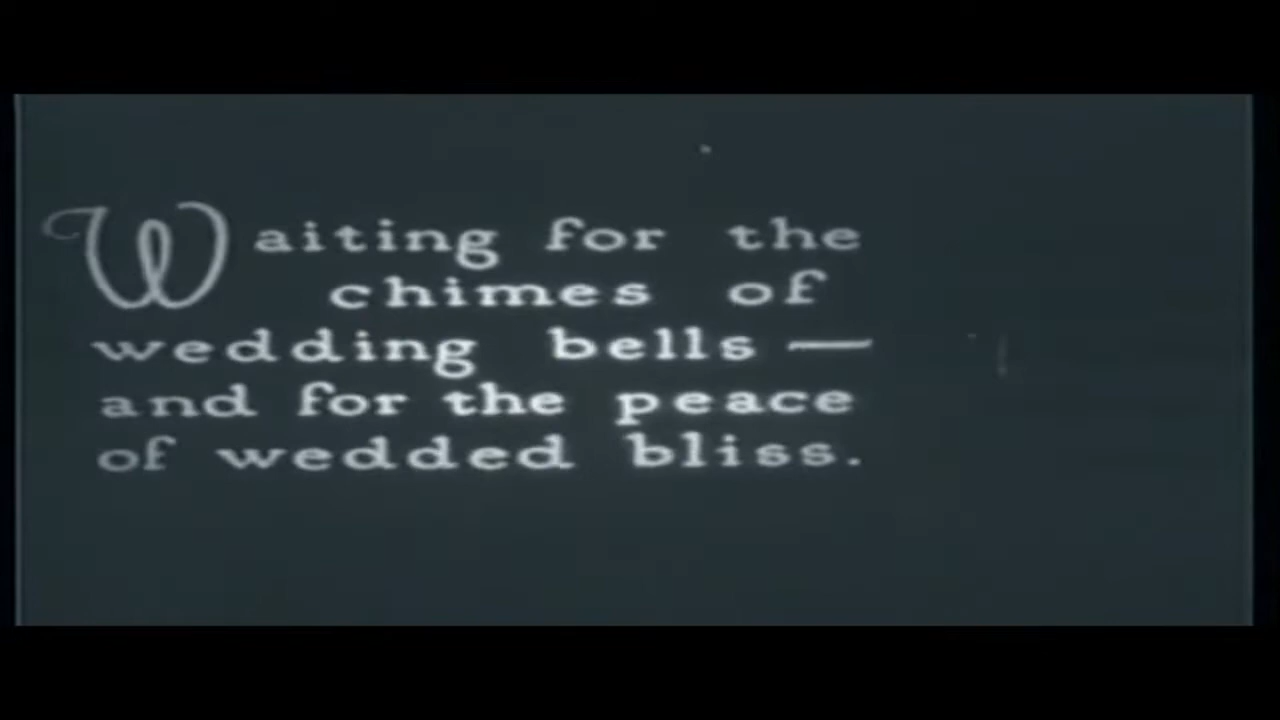 Waiting for the
chimes of
wedding bells —
and for the peace
of wedded bliss.